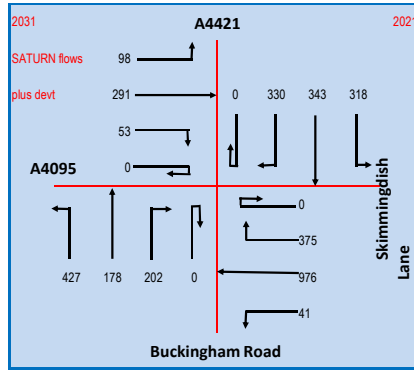 2031 A4421 2021
SATURN flows 98
plus devt 291 0 330 343 318
53
A4095 0
0
375
427 178 202 0 976
41
Skimmingdish
Lane
Buckingham Road